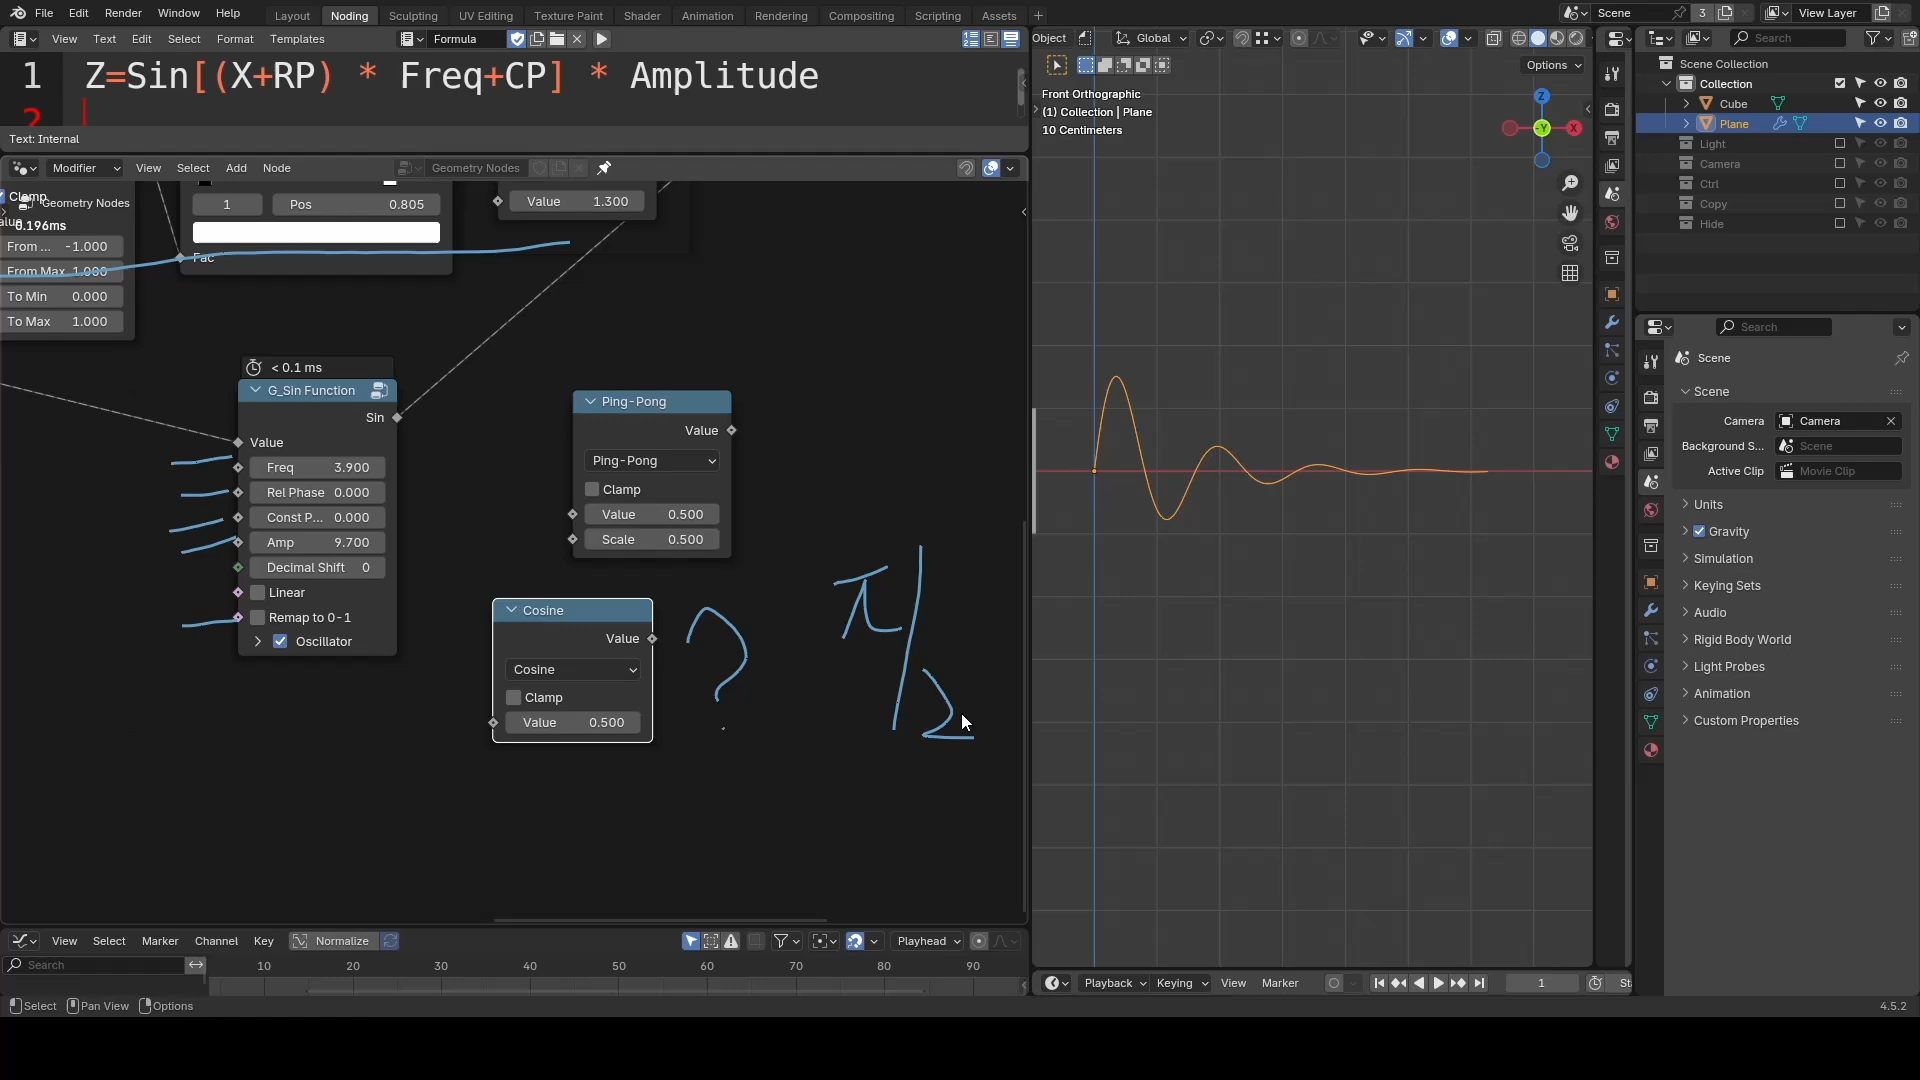 File Edit Render Window Help Layout Noding Sculpting UV Editing Texture Paint Shader Animation Rendering Compositing Scripting Assets + Scene 3 View Layer
View Text Edit Select Format Templates Formula
1 Z=Sin[(X+RP) * Freq+CP] * Amplitude
2
Text: Internal
Modifier View Select Add Node Geometry Nodes
Clamp
Geometry Nodes
0.196ms
From ... -1.000
From Max 1.000
To Min 0.000
To Max 1.000
1 Pos 0.805
Fac
Value 1.300
< 0.1 ms
G_Sin Function
Sin
Value
Freq 3.900
Rel Phase 0.000
Const P... 0.000
Amp 9.700
Decimal Shift 0
Linear
Remap to 0-1
Oscillator
Ping-Pong
Value
Ping-Pong
Clamp
Value 0.500
Scale 0.500
Cosine
Value
Cosine
Clamp
Value 0.500
?
π/2
Object Global
Options
Front Orthographic
(1) Collection | Plane
10 Centimeters
Z
-Y
X
Search
Scene Collection
Collection
Cube
Plane
Light
Camera
Ctrl
Copy
Hide
Search
Scene
Scene
Camera Camera
Background S... Scene
Active Clip Movie Clip
Units
Gravity
Simulation
Keying Sets
Audio
Rigid Body World
Light Probes
Animation
Custom Properties
View Select Marker Channel Key Normalize Playhead
Search
10 20 30 40 50 60 70 80 90
Playback Keying View Marker 1
Select Pan View Options 4.5.2